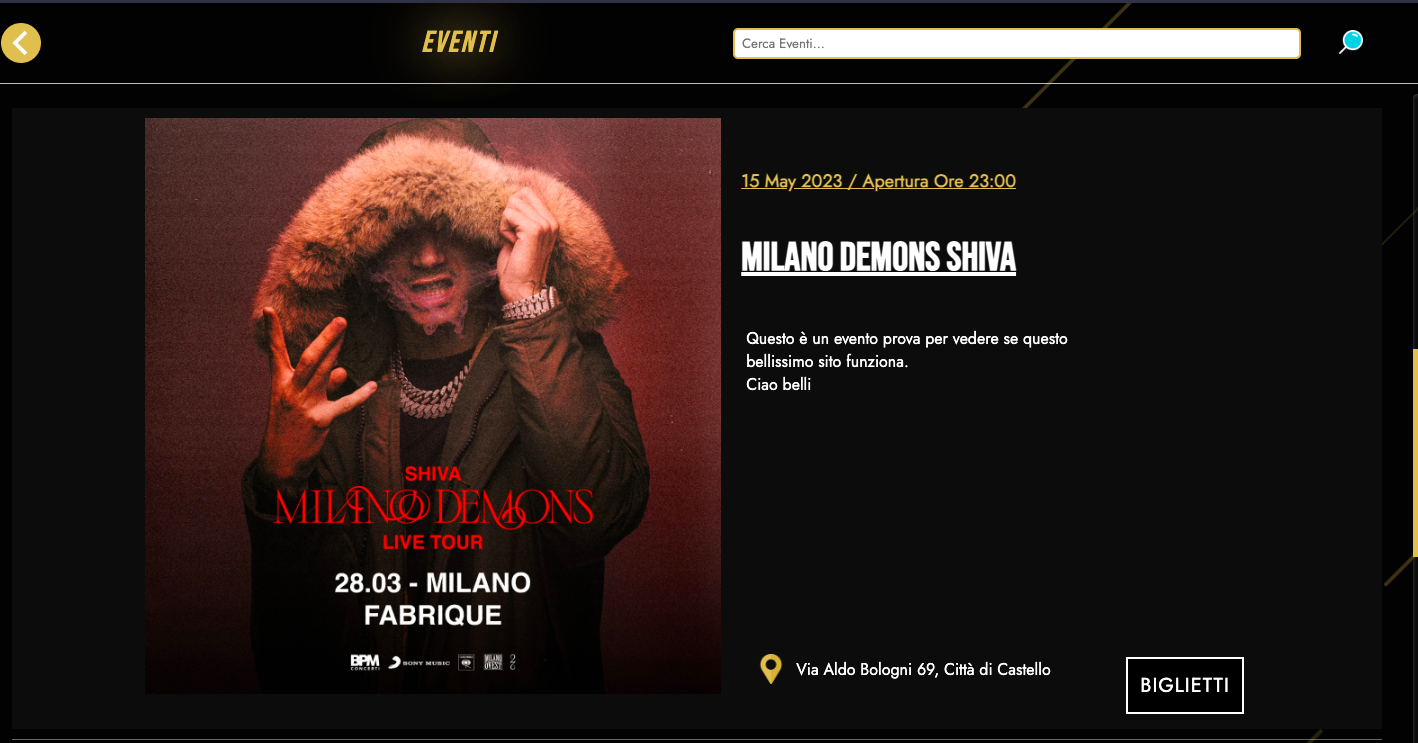 EVENTI
Cerca Eventi...
15 May 2023 / Apertura Ore 23:00
MILANO DEMONS SHIVA
Questo è un evento prova per vedere se questo
bellissimo sito funziona.
Ciao belli
SHIVA
MILANO DEMONS
LIVE TOUR
28.03 - MILANO
FABRIQUE
BPM CONCERTI SONY MUSIC MILANO OVEST
Via Aldo Bologni 69, Città di Castello
BIGLIETTI